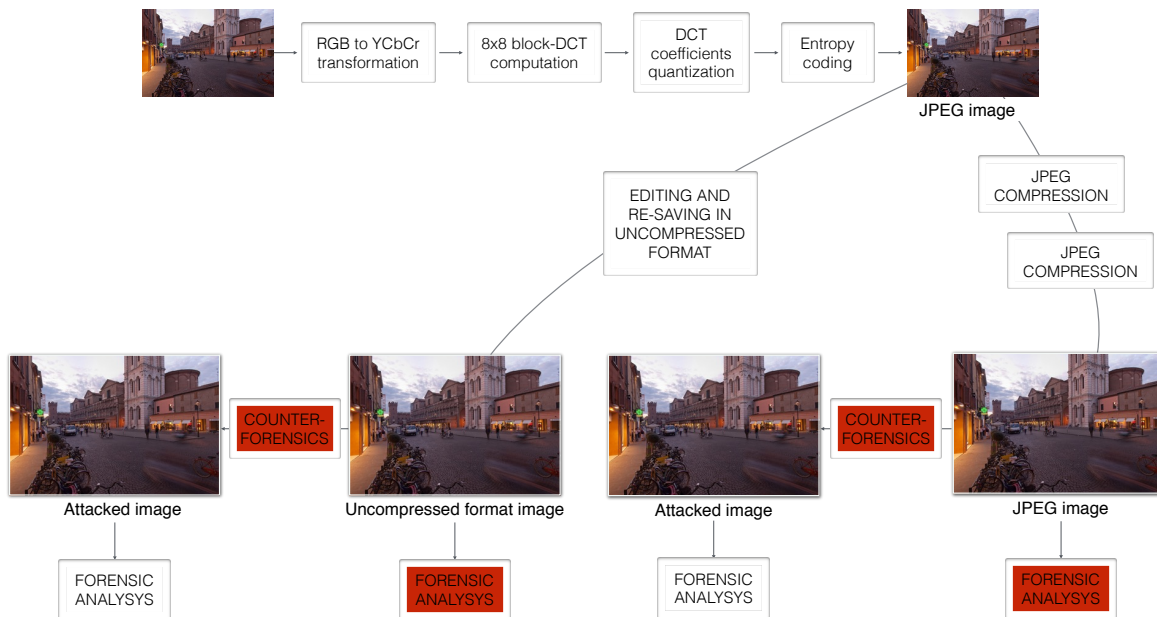 RGB to YCbCr
transformation
8x8 block-DCT
computation
DCT
coefficients
quantization
Entropy
coding
JPEG image
JPEG
COMPRESSION
EDITING AND
RE-SAVING IN
UNCOMPRESSED
FORMAT
JPEG
COMPRESSION
COUNTER-
FORENSICS
COUNTER-
FORENSICS
Attacked image
Uncompressed format image
Attacked image
JPEG image
FORENSIC
ANALYSYS
FORENSIC
ANALYSYS
FORENSIC
ANALYSYS
FORENSIC
ANALYSYS